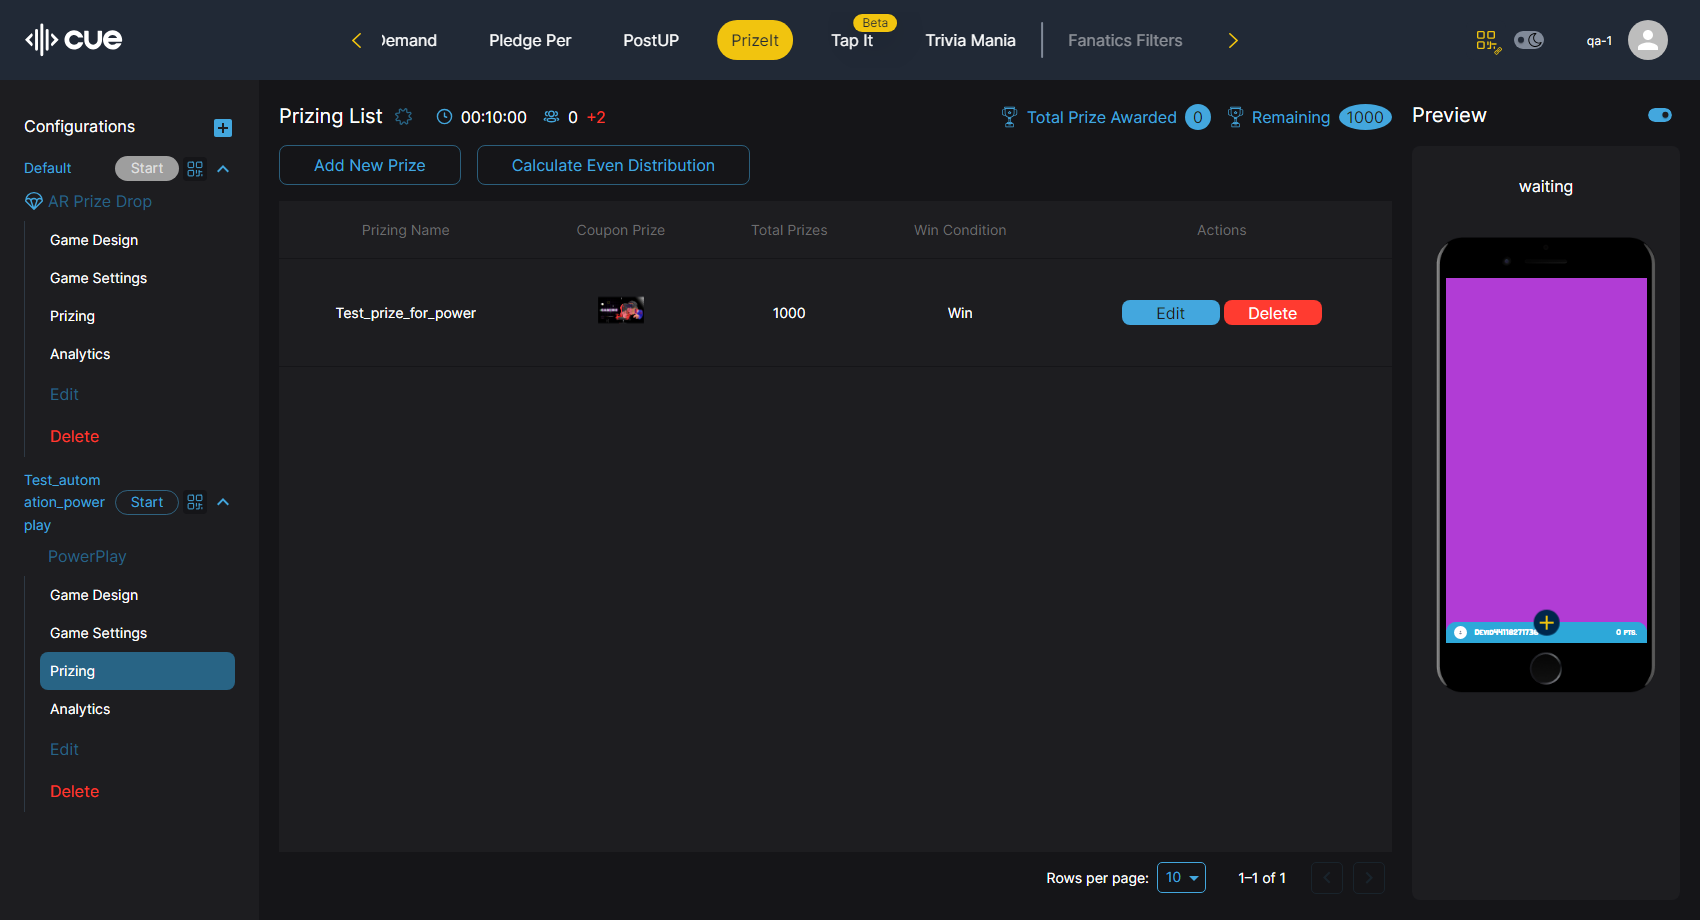 cue
Demand
Pledge Per
PostUP
PrizeIt
Beta
Tap It
Trivia Mania
Fanatics Filters
qa-1
Configurations
Default
Start
AR Prize Drop
Game Design
Game Settings
Prizing
Analytics
Edit
Delete
Test_autom
ation_power
play
Start
PowerPlay
Game Design
Game Settings
Prizing
Analytics
Edit
Delete
Prizing List
00:10:00
0
+2
Total Prize Awarded
0
Remaining
1000
Add New Prize
Calculate Even Distribution
Prizing Name
Coupon Prize
Total Prizes
Win Condition
Actions
Test_prize_for_power
1000
Win
Edit
Delete
Rows per page:
10
1–1 of 1
Preview
waiting
0 PTS.